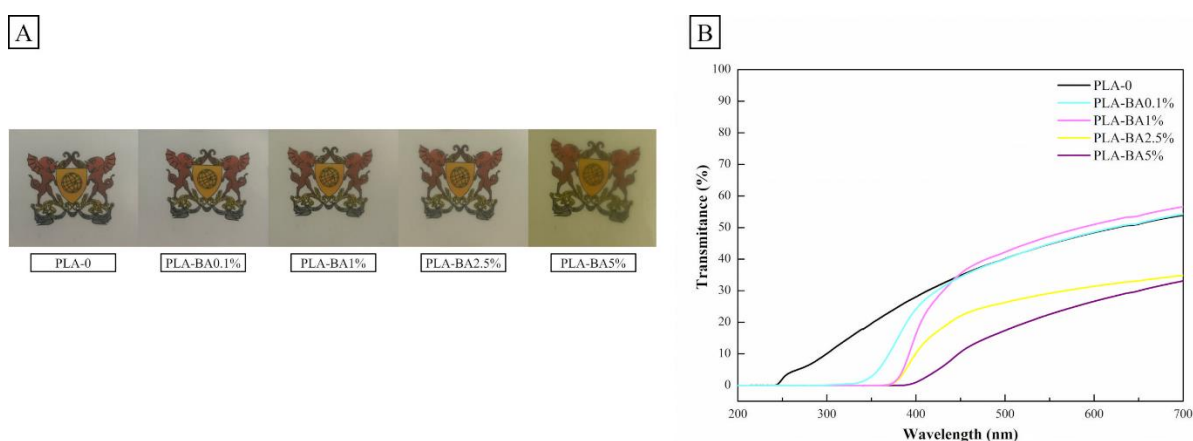 A
PLA-0
PLA-BA0.1%
PLA-BA1%
PLA-BA2.5%
PLA-BA5%
B
100
90
80
70
60
50
40
30
20
10
0
Transmitance (%)
PLA-0
PLA-BA0.1%
PLA-BA1%
PLA-BA2.5%
PLA-BA5%
200 300 400 500 600 700
Wavelength (nm)